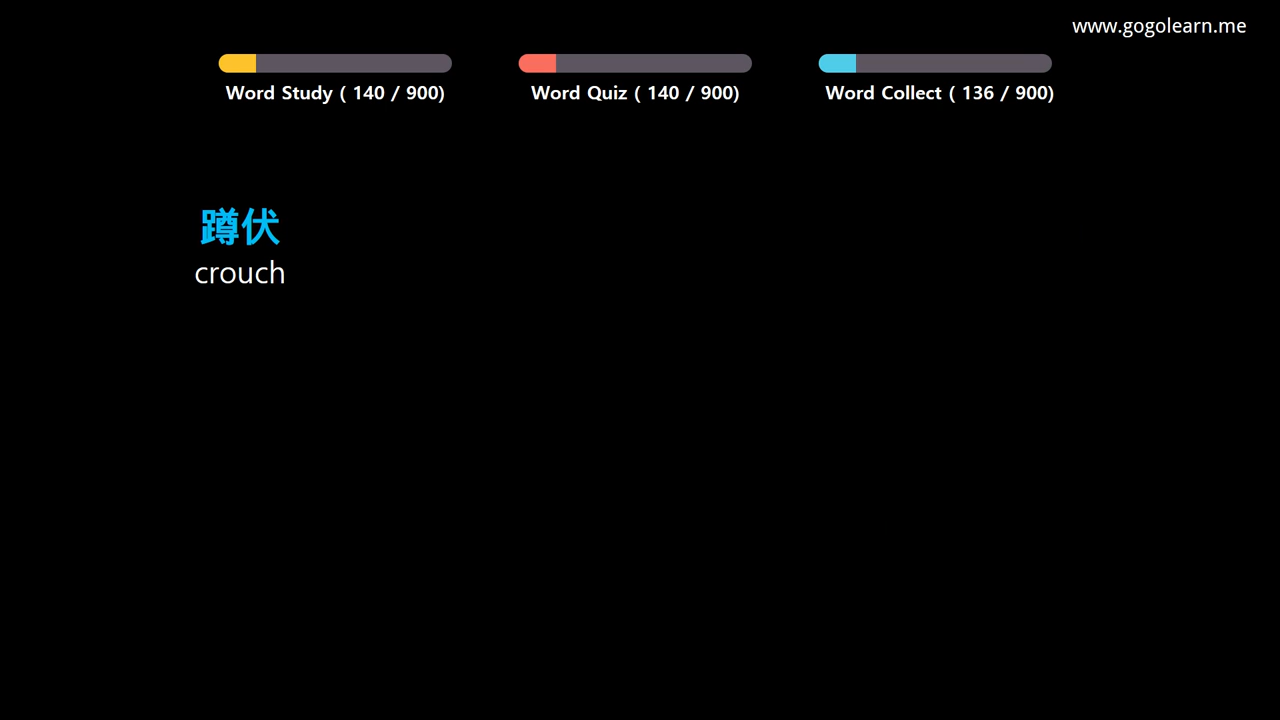 www.gogolearn.me
Word Study ( 140 / 900)
Word Quiz ( 140 / 900)
Word Collect ( 136 / 900)
蹲伏
crouch